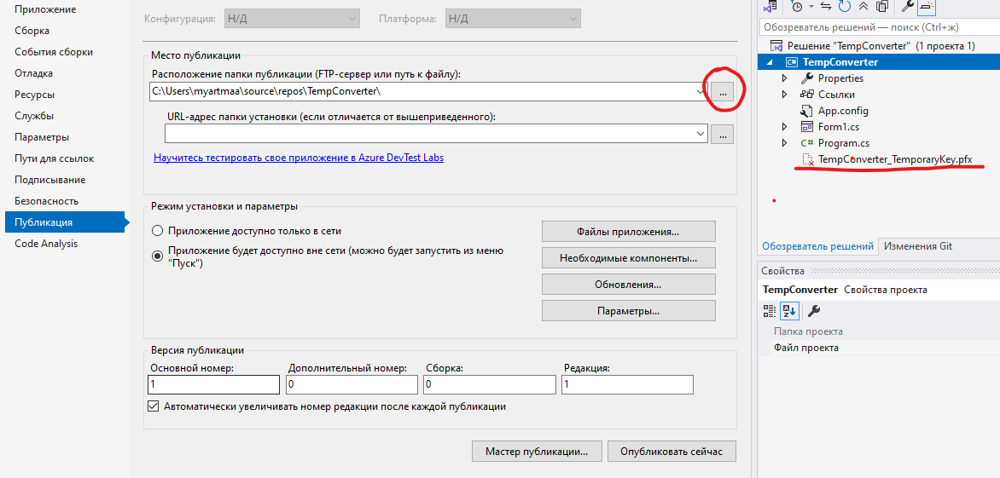 Приложение
Сборка
События сборки
Отладка
Ресурсы
Службы
Параметры
Пути для ссылок
Подписывание
Безопасность
Публикация
Code Analysis
Конфигурация: Н/Д Платформа: Н/Д
Место публикации
Расположение папки публикации (FTP-сервер или путь к файлу):
C:\Users\myartmaa\source\repos\TempConverter\ ...
URL-адрес папки установки (если отличается от вышеприведенного):
...
Научитесь тестировать свое приложение в Azure DevTest Labs
Режим установки и параметры
Приложение доступно только в сети
Приложение будет доступно вне сети (можно будет запустить из меню
"Пуск")
Файлы приложения...
Необходимые компоненты...
Обновления...
Параметры...
Версия публикации
Основной номер: Дополнительный номер: Сборка: Редакция:
1 0 0 1
Автоматически увеличивать номер редакции после каждой публикации
Мастер публикации... Опубликовать сейчас
Обозреватель решений — поиск (Ctrl+ж)
Решение "TempConverter" (1 проекта 1)
C# TempConverter
Properties
Ссылки
App.config
Form1.cs
C# Program.cs
TempConverter_TemporaryKey.pfx
Обозреватель решений Изменения Git
Свойства
TempConverter Свойства проекта
Папка проекта
Файл проекта